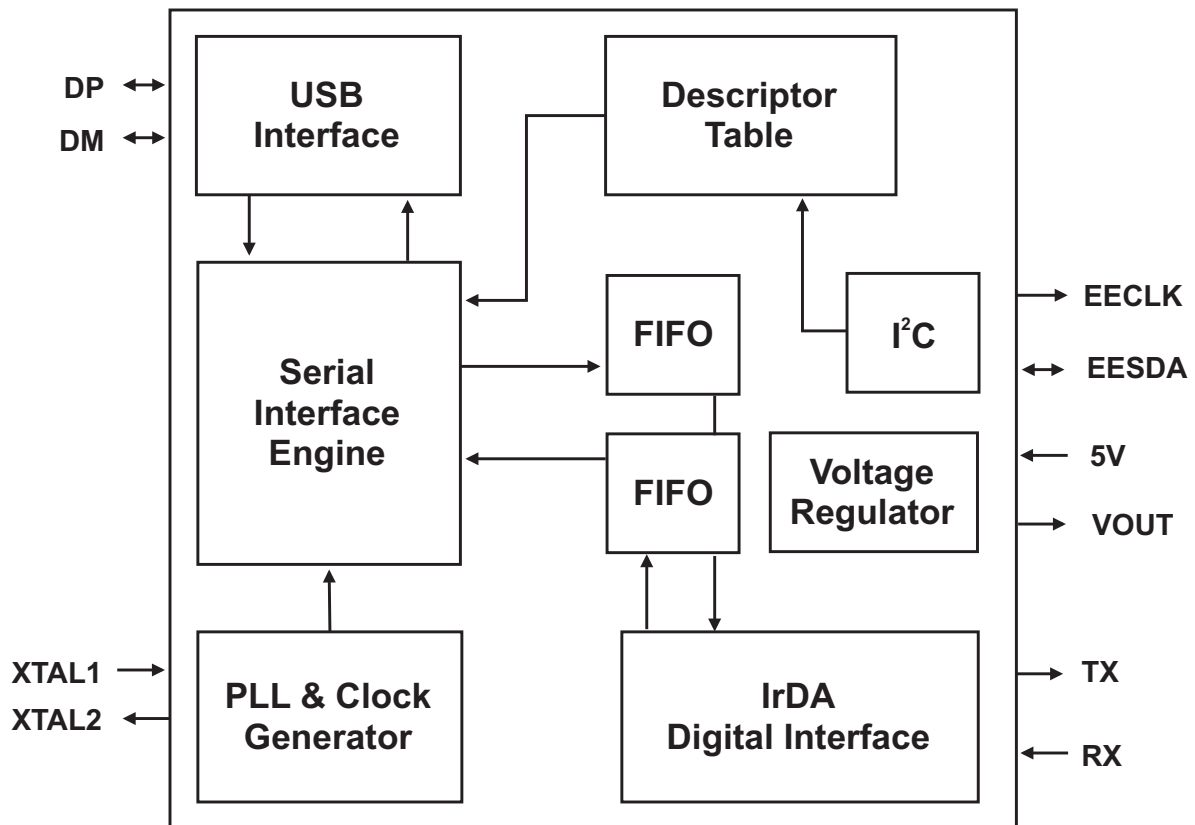 DP
DM
USB
Interface
Descriptor
Table
Serial
Interface
Engine
FIFO
FIFO
I²C
EECLK
EESDA
Voltage
Regulator
5V
VOUT
XTAL1
XTAL2
PLL & Clock
Generator
IrDA
Digital Interface
TX
RX